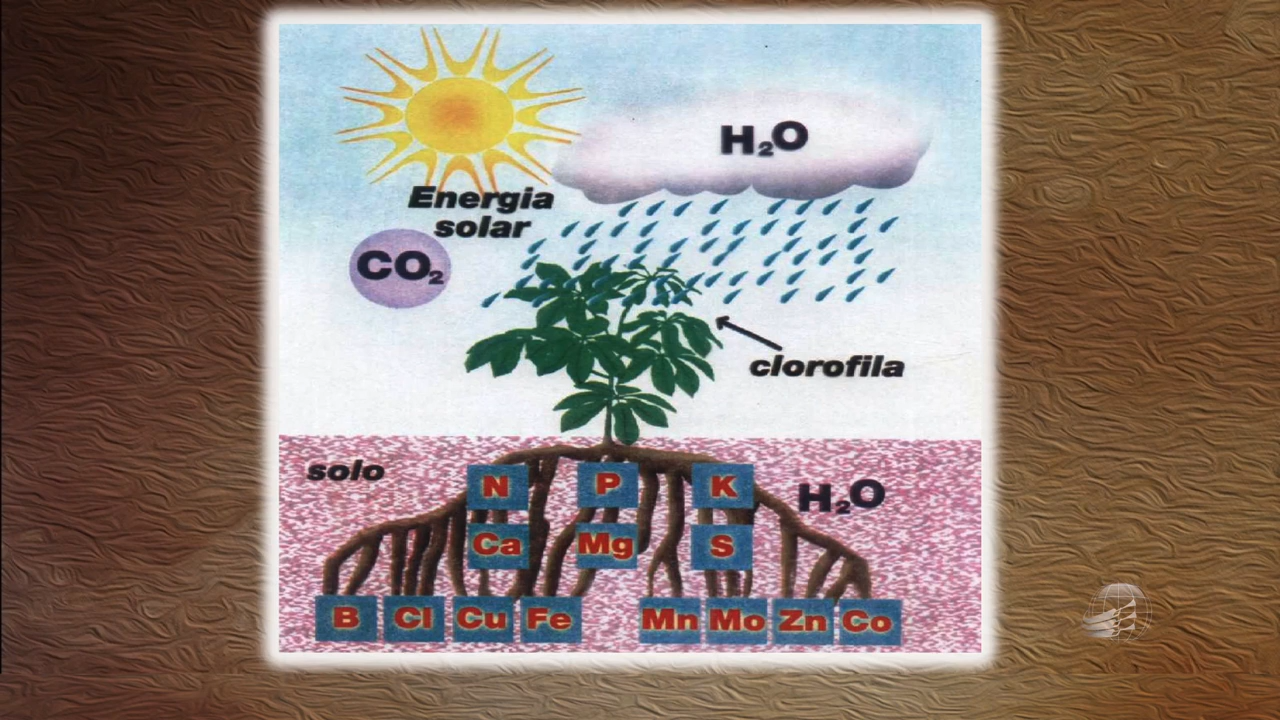 H₂O
Energia
solar
CO₂
clorofila
solo
N P K
H₂O
Ca Mg S
B Cl Cu Fe Mn Mo Zn Co